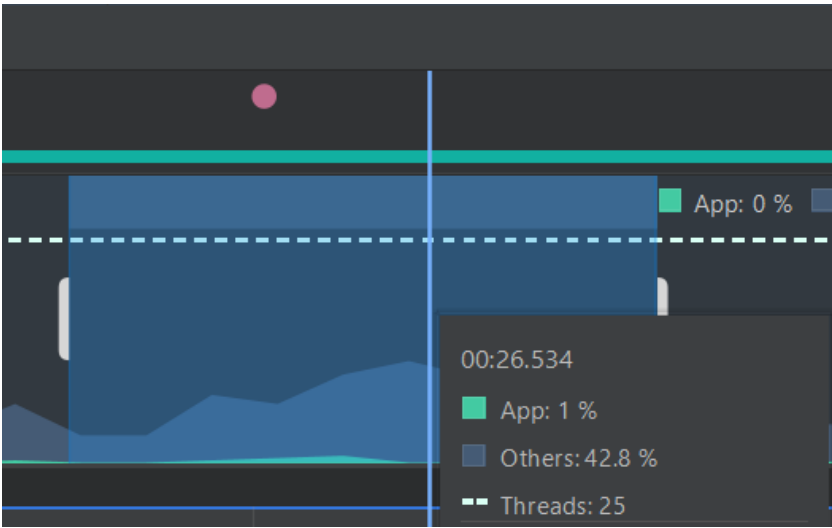 App: 0 %
00:26.534
App: 1 %
Others: 42.8 %
Threads: 25